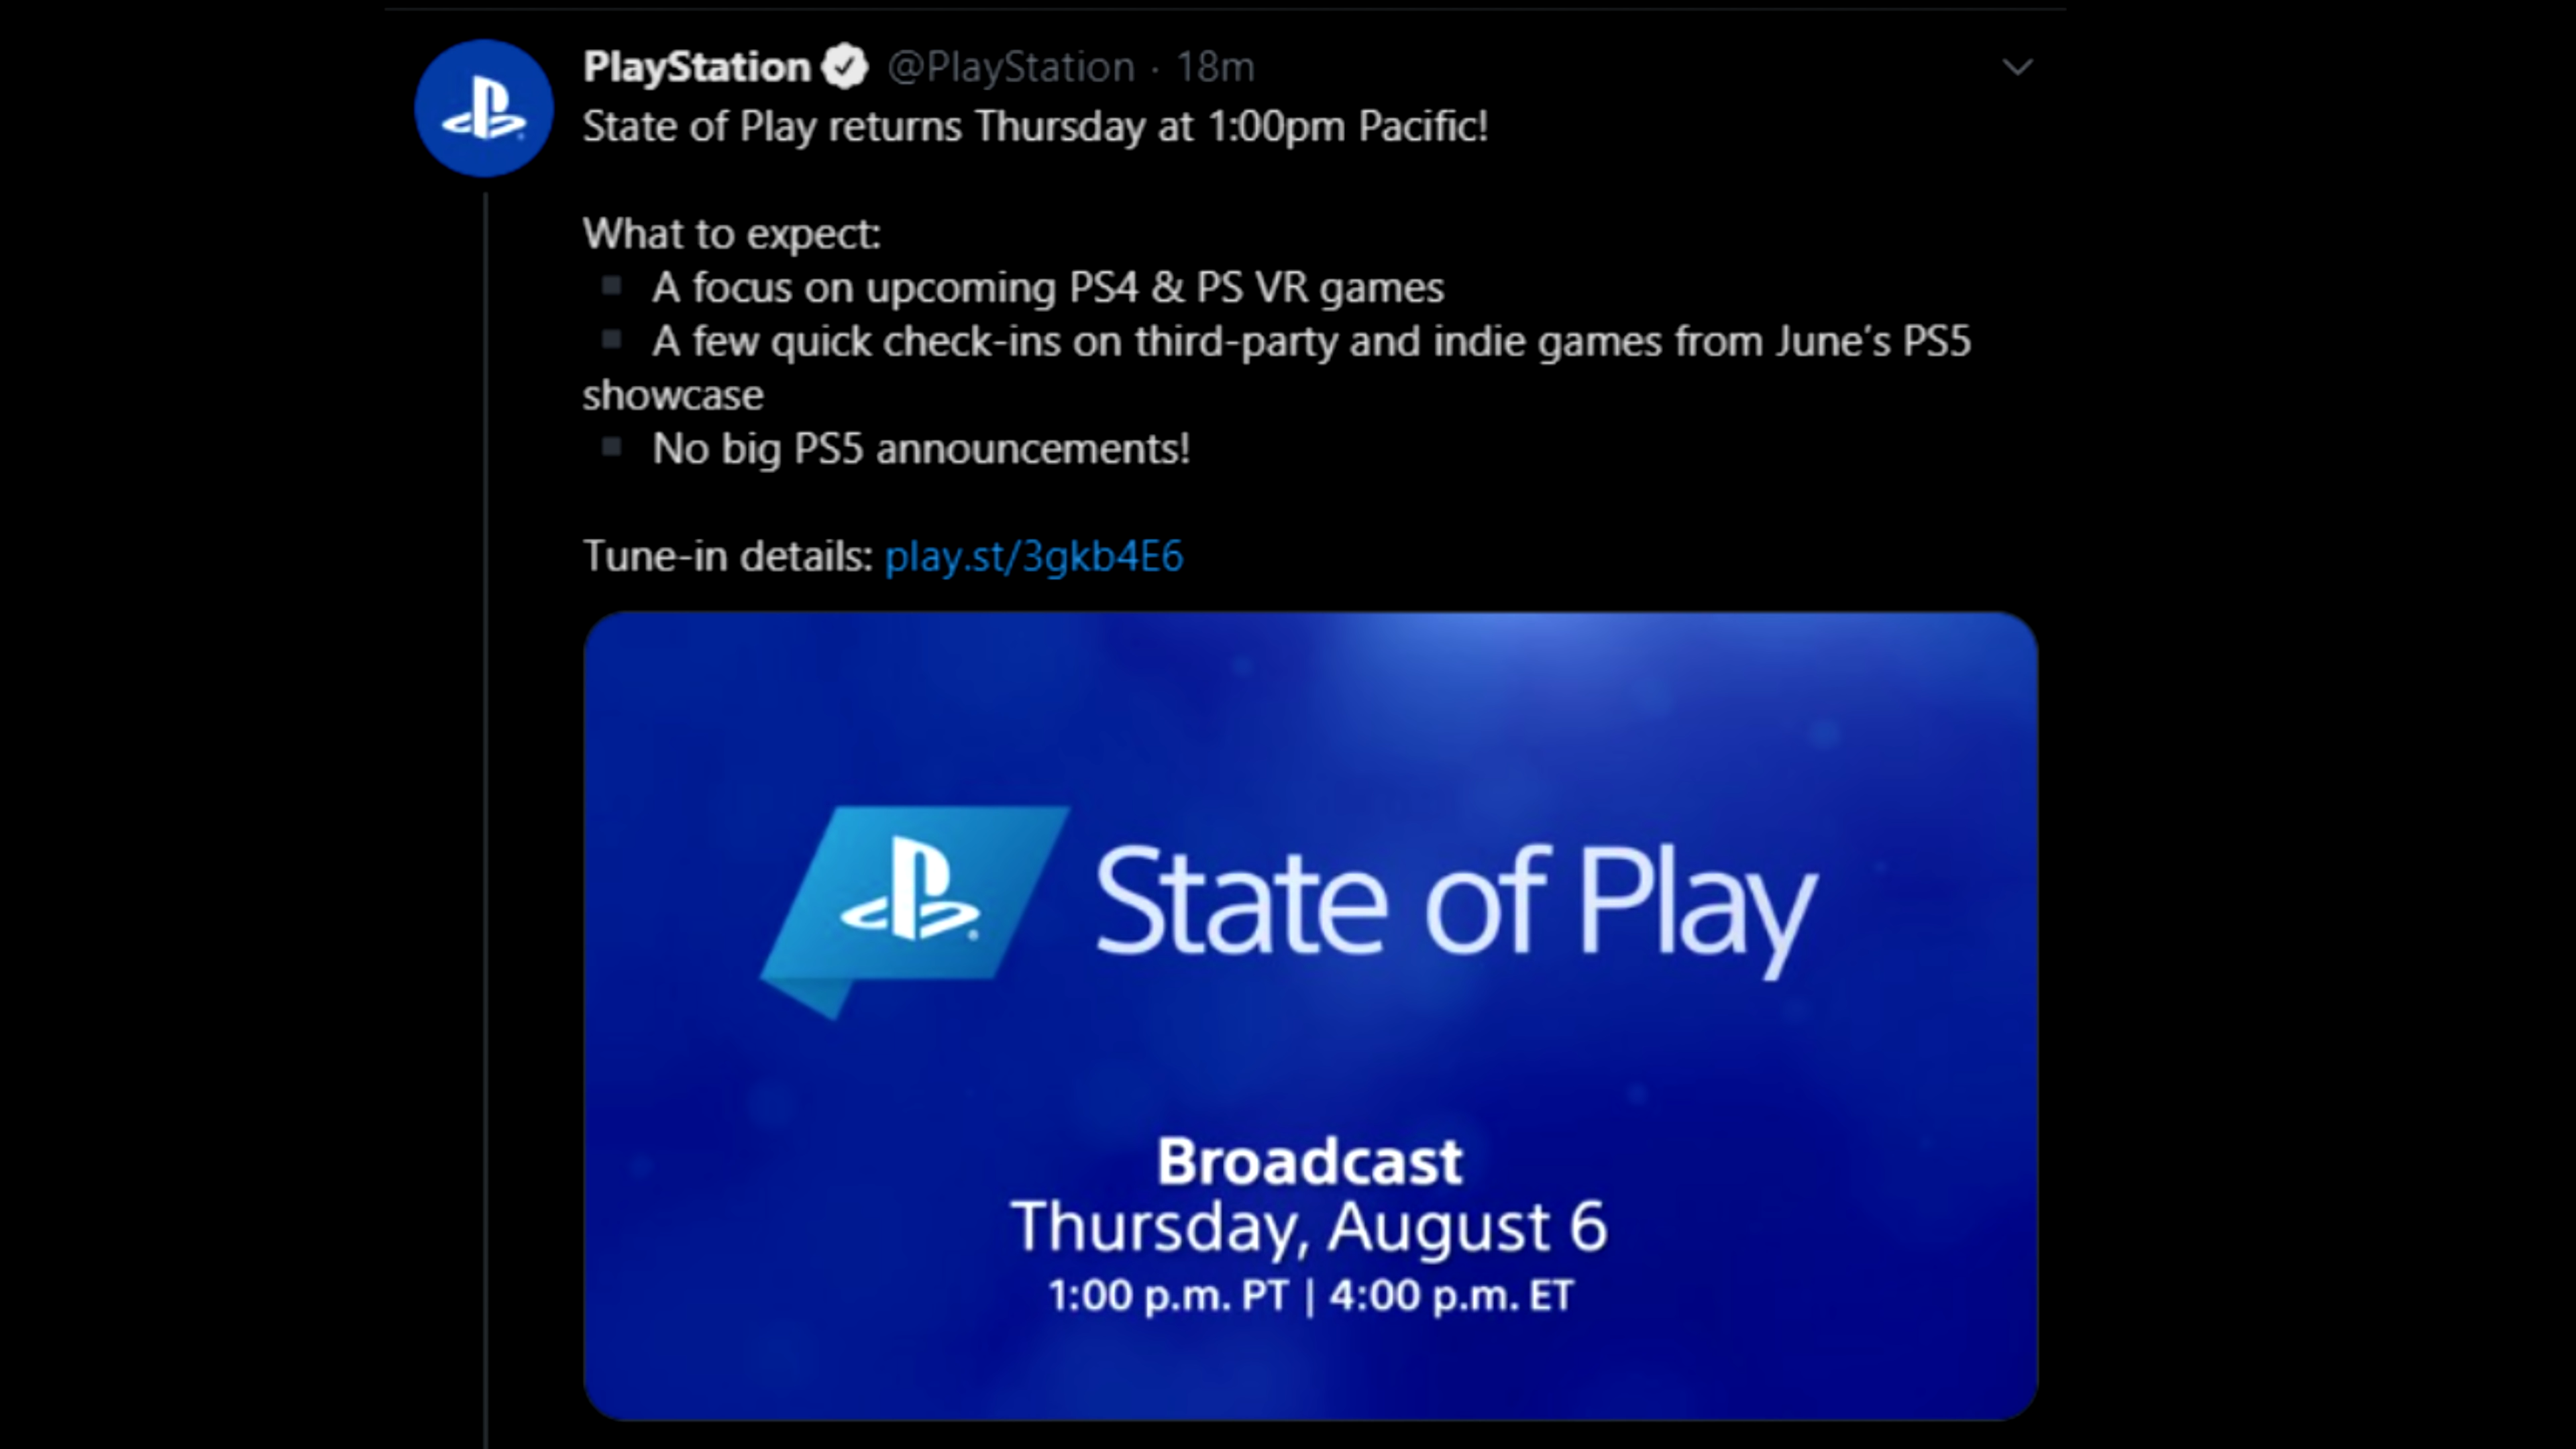 PlayStation @PlayStation · 18m
State of Play returns Thursday at 1:00pm Pacific!
What to expect:
▪ A focus on upcoming PS4 & PS VR games
▪ A few quick check-ins on third-party and indie games from June's PS5
showcase
▪ No big PS5 announcements!
Tune-in details: play.st/3gkb4E6
State of Play
Broadcast
Thursday, August 6
1:00 p.m. PT | 4:00 p.m. ET